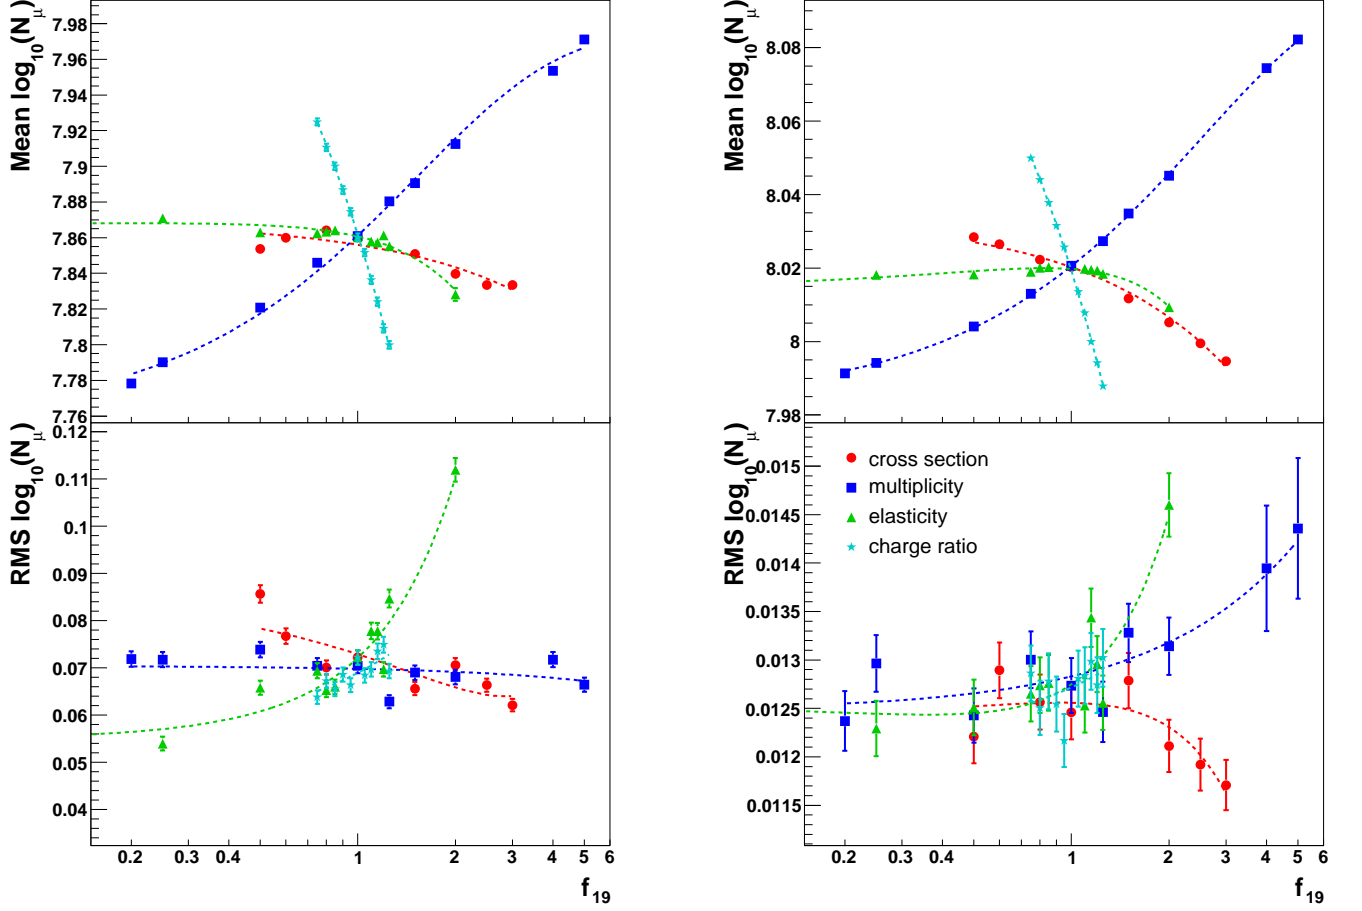 Mean log10(Nμ)
7.98
7.96
7.94
7.92
7.9
7.88
7.86
7.84
7.82
7.8
7.78
7.76
Mean log10(Nμ)
8.08
8.06
8.04
8.02
8
7.98
RMS log10(Nμ)
0.12
0.11
0.1
0.09
0.08
0.07
0.06
0.05
0.04
0.2 0.3 0.4 1 2 3 4 5 6
f19
RMS log10(Nμ)
0.015
0.0145
0.014
0.0135
0.013
0.0125
0.012
0.0115
cross section
multiplicity
elasticity
charge ratio
0.2 0.3 0.4 1 2 3 4 5 6
f19